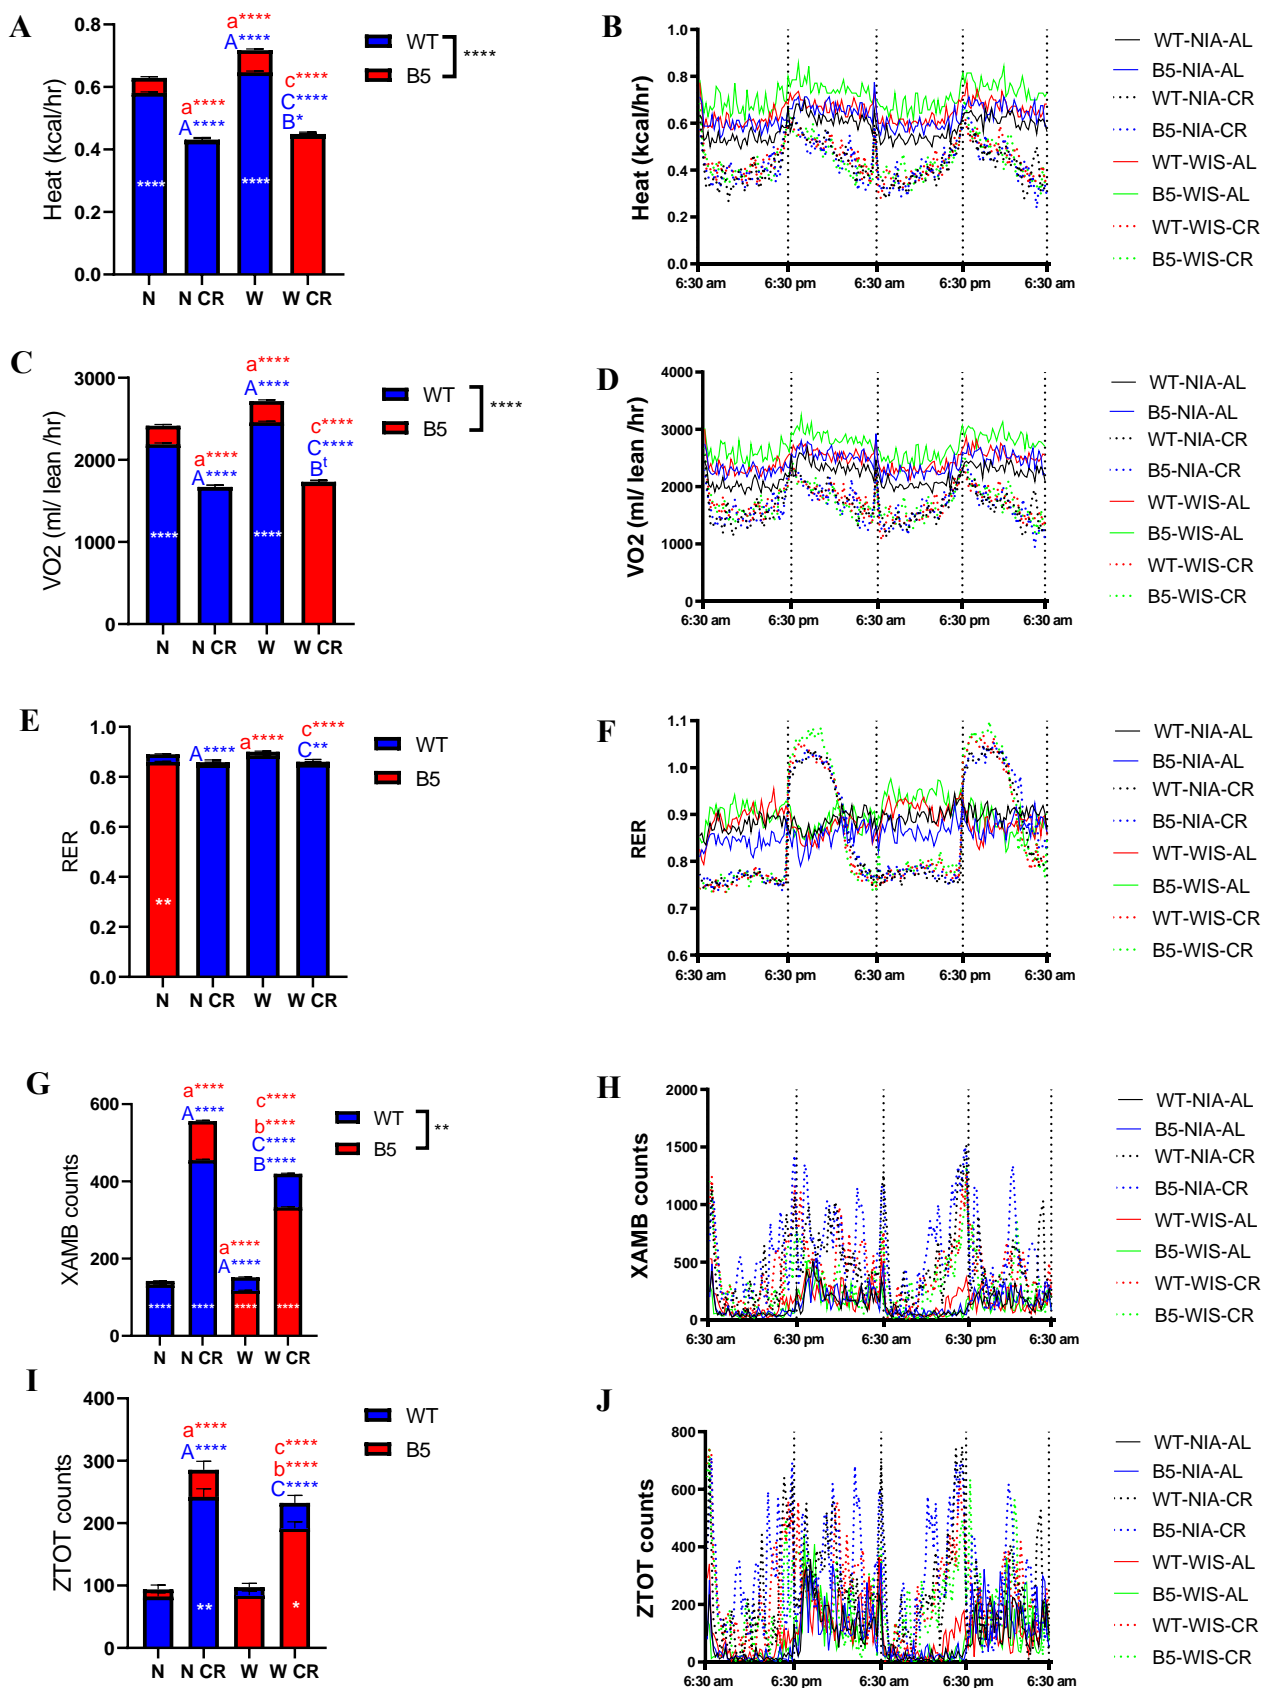 A
Heat (kcal/hr)
0.8
0.6
0.4
0.2
0.0
a****
A****
a****
A****
c****
C****
B*
****
****
N
N CR
W
W CR
WT
B5
****
B
Heat (kcal/hr)
1.0
0.8
0.6
0.4
0.2
0.0
6:30 am
6:30 pm
6:30 am
6:30 pm
6:30 am
WT-NIA-AL
B5-NIA-AL
WT-NIA-CR
B5-NIA-CR
WT-WIS-AL
B5-WIS-AL
WT-WIS-CR
B5-WIS-CR
C
VO2 (ml/ lean /hr)
3000
2000
1000
0
a****
A****
a****
A****
c****
C****
Bt
****
****
N
N CR
W
W CR
WT
B5
****
D
VO2 (ml/ lean /hr)
4000
3000
2000
1000
0
6:30 am
6:30 pm
6:30 am
6:30 pm
6:30 am
WT-NIA-AL
B5-NIA-AL
WT-NIA-CR
B5-NIA-CR
WT-WIS-AL
B5-WIS-AL
WT-WIS-CR
B5-WIS-CR
E
RER
1.0
0.8
0.6
0.4
0.2
0.0
A****
a****
c****
C**
**
N
N CR
W
W CR
WT
B5
F
RER
1.1
1.0
0.9
0.8
0.7
0.6
6:30 am
6:30 pm
6:30 am
6:30 pm
6:30 am
WT-NIA-AL
B5-NIA-AL
WT-NIA-CR
B5-NIA-CR
WT-WIS-AL
B5-WIS-AL
WT-WIS-CR
B5-WIS-CR
G
XAMB counts
600
400
200
0
a****
A****
a****
A****
c****
b****
C****
B****
****
****
****
****
N
N CR
W
W CR
WT
B5
**
H
XAMB counts
2000
1500
1000
500
0
6:30 am
6:30 pm
6:30 am
6:30 pm
6:30 am
WT-NIA-AL
B5-NIA-AL
WT-NIA-CR
B5-NIA-CR
WT-WIS-AL
B5-WIS-AL
WT-WIS-CR
B5-WIS-CR
I
ZTOT counts
400
300
200
100
0
a****
A****
c****
b****
C****
**
*
N
N CR
W
W CR
WT
B5
J
ZTOT counts
800
600
400
200
0
6:30 am
6:30 pm
6:30 am
6:30 pm
6:30 am
WT-NIA-AL
B5-NIA-AL
WT-NIA-CR
B5-NIA-CR
WT-WIS-AL
B5-WIS-AL
WT-WIS-CR
B5-WIS-CR